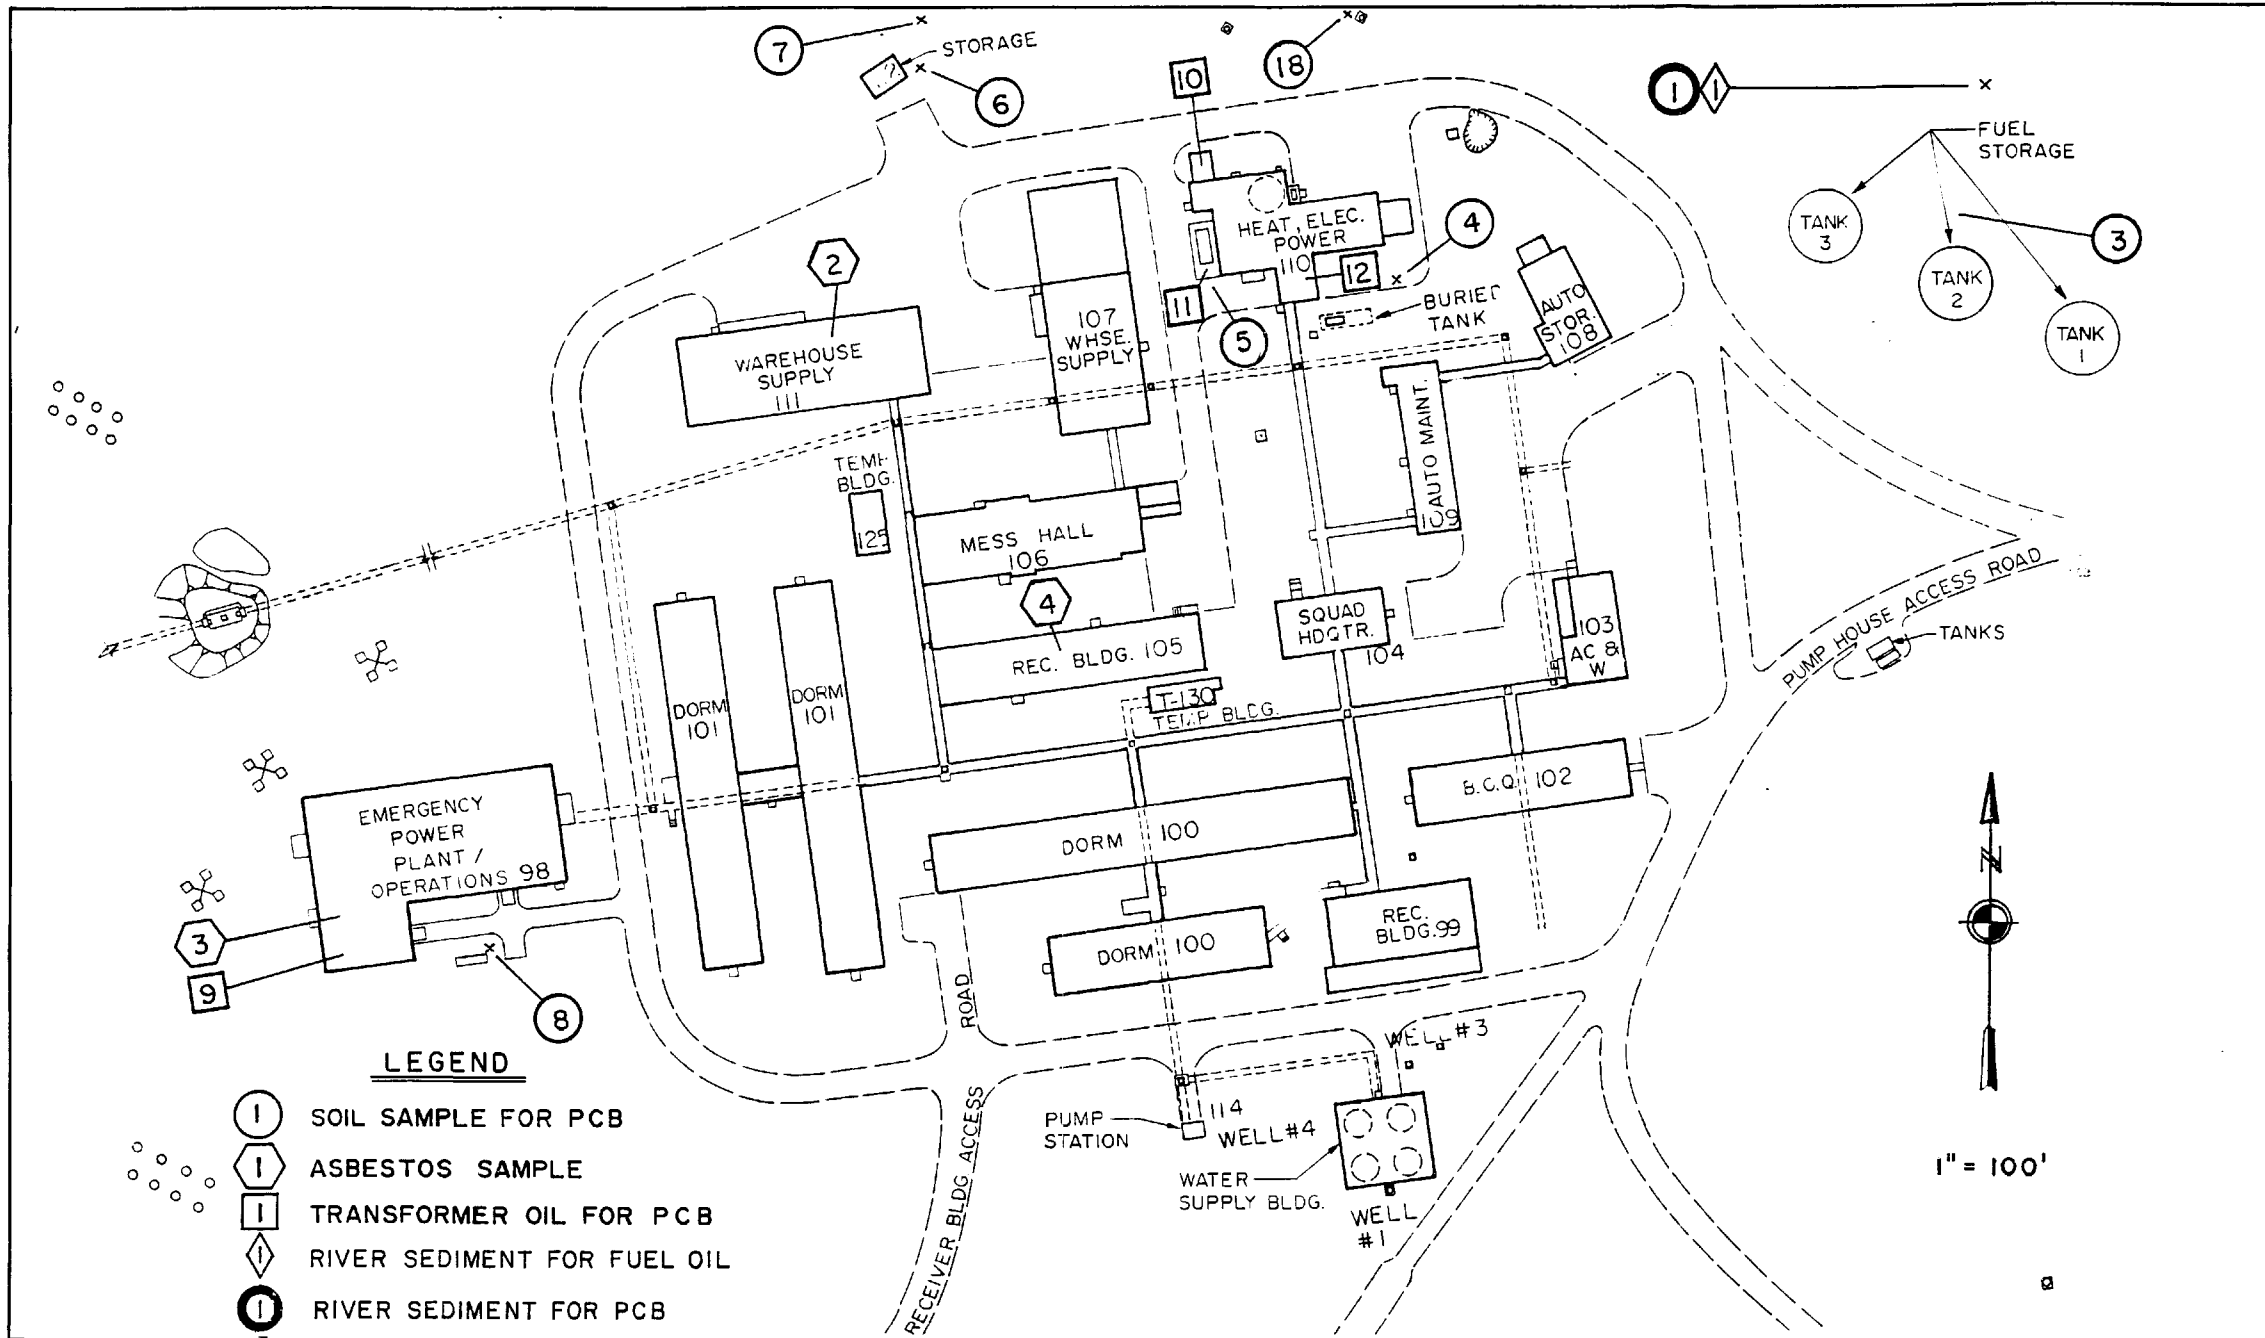 7
STORAGE
6
18
10
1
1
FUEL
STORAGE
TANK
3
TANK
2
TANK
1
3
HEAT, ELEC.
POWER
110
4
12
11
5
BURIED
TANK
2
WAREHOUSE
SUPPLY
111
107
WHSE.
SUPPLY
AUTO
STOR.
108
AUTO MAINT.
109
TEMP
BLDG.
125
MESS HALL
106
4
REC. BLDG. 105
SQUAD
HDQTR.
104
103
AC &
W
PUMP HOUSE ACCESS ROAD
TANKS
DORM
101
DORM
101
T-130
TEMP BLDG.
B.O.Q. 102
EMERGENCY
POWER
PLANT /
OPERATIONS 98
DORM 100
3
9
8
DORM 100
REC.
BLDG. 99
N
ROAD
RECEIVER BLDG ACCESS
WELL #3
PUMP
STATION
114
WELL #4
WATER
SUPPLY BLDG.
WELL
#1
1" = 100'
LEGEND
1 SOIL SAMPLE FOR PCB
1 ASBESTOS SAMPLE
1 TRANSFORMER OIL FOR PCB
1 RIVER SEDIMENT FOR FUEL OIL
1 RIVER SEDIMENT FOR PCB